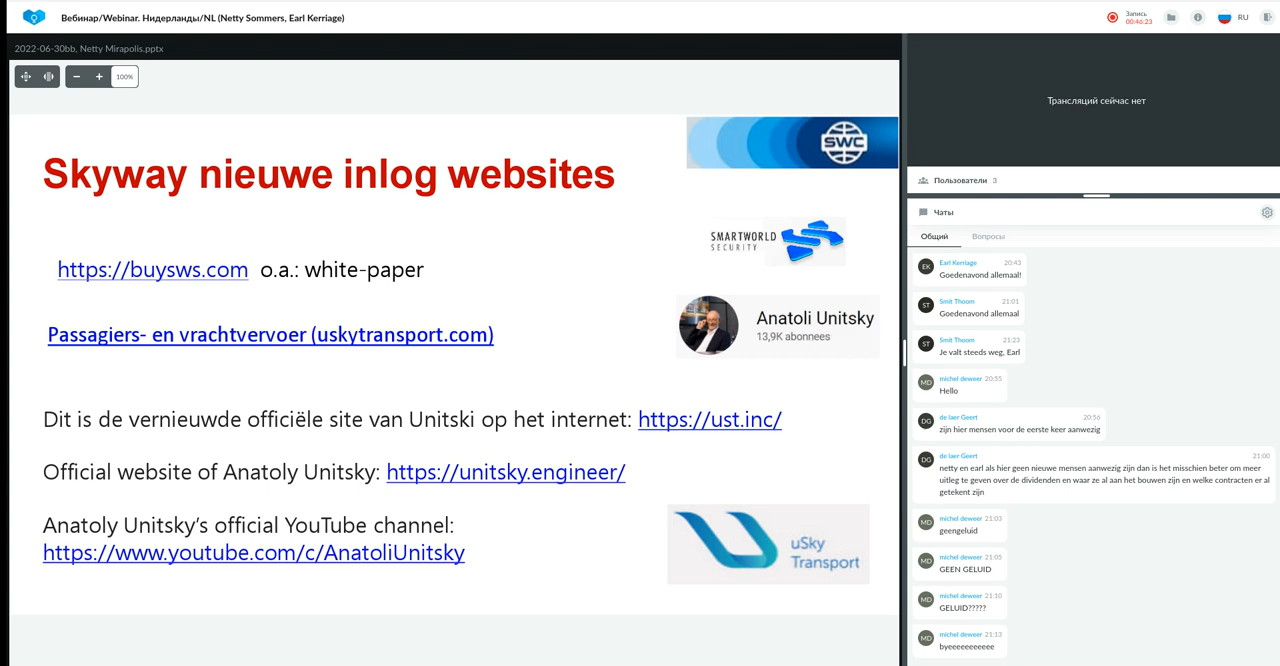 Вебинар/Webinar. Нидерланды/NL (Netty Sommers, Earl Kerriage)
Запись
00:46:23
RU
2022-06-30bb, Netty Mirapolis.pptx
100%
Skyway nieuwe inlog websites
SWC
SMARTWORLD
SECURITY
https://buysws.com o.a.: white-paper
Anatoli Unitsky
13,9K abonnees
Passagiers- en vrachtvervoer (uskytransport.com)
Dit is de vernieuwde officiële site van Unitski op het internet: https://ust.inc/
Official website of Anatoly Unitsky: https://unitsky.engineer/
Anatoly Unitsky's official YouTube channel:
https://www.youtube.com/c/AnatoliUnitsky
uSky
Transport
Трансляций сейчас нет
Пользователи 3
Чаты
Общий Вопросы
EK Earl Kerriage 20:43
Goedenavond allemaal!
ST Smit Thoom 21:01
Goedenavond allemaal
ST Smit Thoom 21:23
Je valt steeds weg, Earl
MD michel deweer 20:55
Hello
DG de laer Geert 20:56
zijn hier mensen voor de eerste keer aanwezig
DG de laer Geert 21:00
netty en earl als hier geen nieuwe mensen aanwezig zijn dan is het misschien beter om meer
uitleg te geven over de dividenden en waar ze al aan het bouwen zijn en welke contracten er al
getekent zijn
MD michel deweer 21:03
geengeluid
MD michel deweer 21:05
GEEN GELUID
MD michel deweer 21:10
GELUID?????
MD michel deweer 21:13
byeeeeeeeeeee